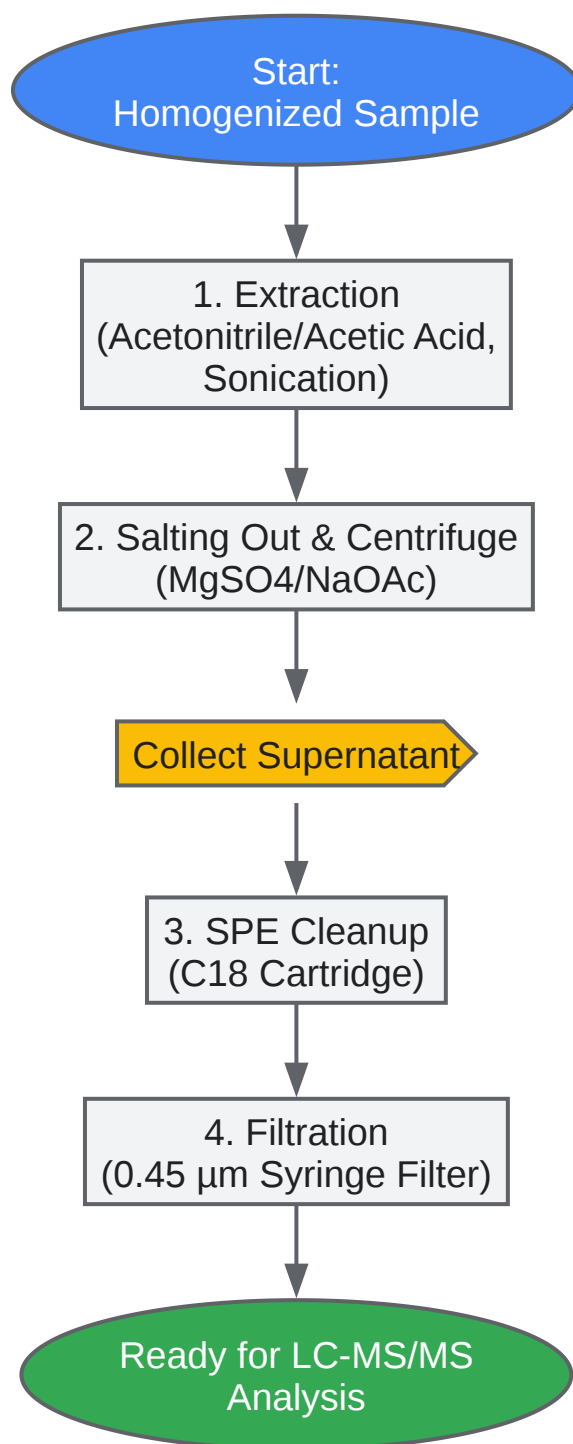 Start:
Homogenized Sample
1. Extraction
(Acetonitrile/Acetic Acid,
Sonication)
2. Salting Out & Centrifuge
(MgSO4/NaOAc)
Collect Supernatant
3. SPE Cleanup
(C18 Cartridge)
4. Filtration
(0.45 µm Syringe Filter)
Ready for LC-MS/MS
Analysis